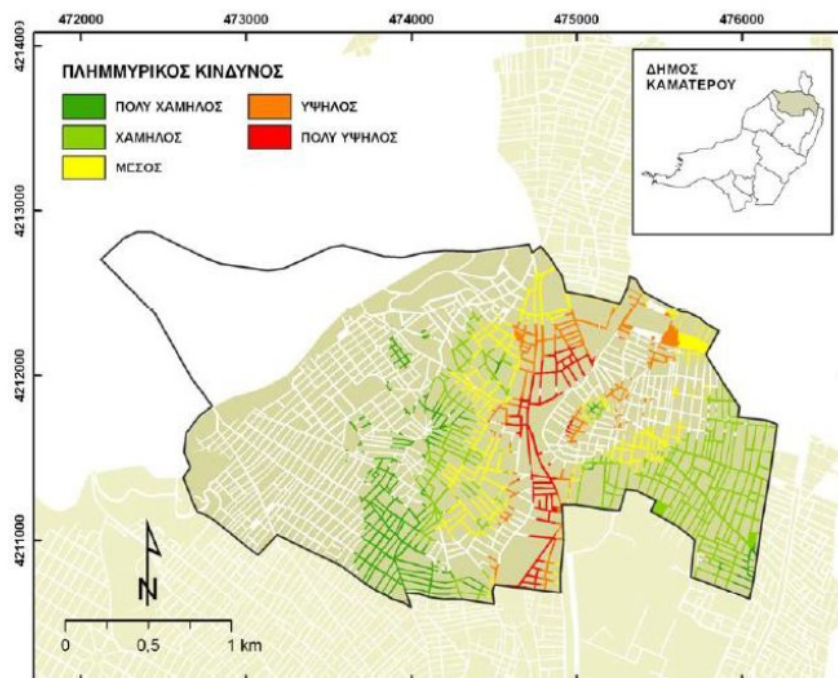 472000 473000 474000 475000 476000
4214000
4213000
4212000
4211000
ΠΛΗΜΜΥΡΙΚΟΣ ΚΙΝΔΥΝΟΣ
ΠΟΛΥ ΧΑΜΗΛΟΣ
ΥΨΗΛΟΣ
ΧΑΜΗΛΟΣ
ΠΟΛΥ ΥΨΗΛΟΣ
ΜΕΣΟΣ
ΔΗΜΟΣ
ΚΑΜΑΤΕΡΟΥ
N
0 0,5 1 km